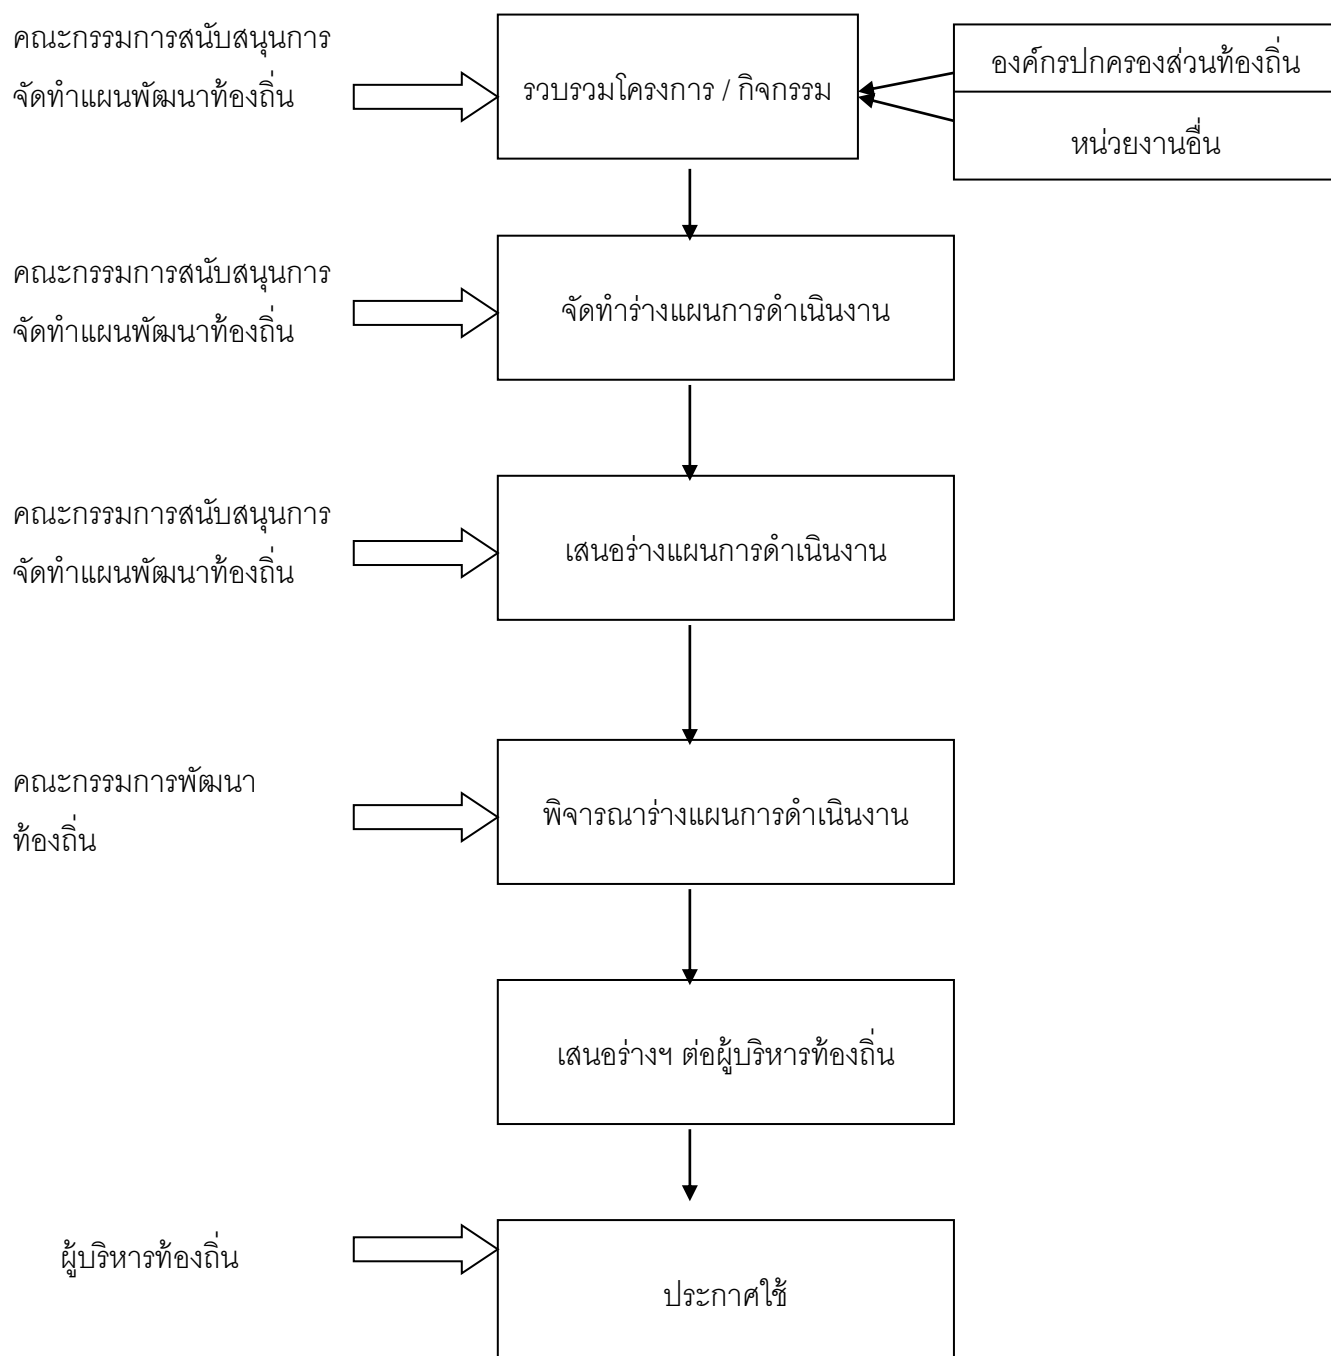 คณะกรรมการสนับสนุนการ
จัดทำแผนพัฒนาท้องถิ่น
รวบรวมโครงการ / กิจกรรม
องค์กรปกครองส่วนท้องถิ่น
หน่วยงานอื่น
คณะกรรมการสนับสนุนการ
จัดทำแผนพัฒนาท้องถิ่น
จัดทำร่างแผนการดำเนินงาน
คณะกรรมการสนับสนุนการ
จัดทำแผนพัฒนาท้องถิ่น
เสนอร่างแผนการดำเนินงาน
คณะกรรมการพัฒนา
ท้องถิ่น
พิจารณาร่างแผนการดำเนินงาน
เสนอร่างฯ ต่อผู้บริหารท้องถิ่น
ผู้บริหารท้องถิ่น
ประกาศใช้